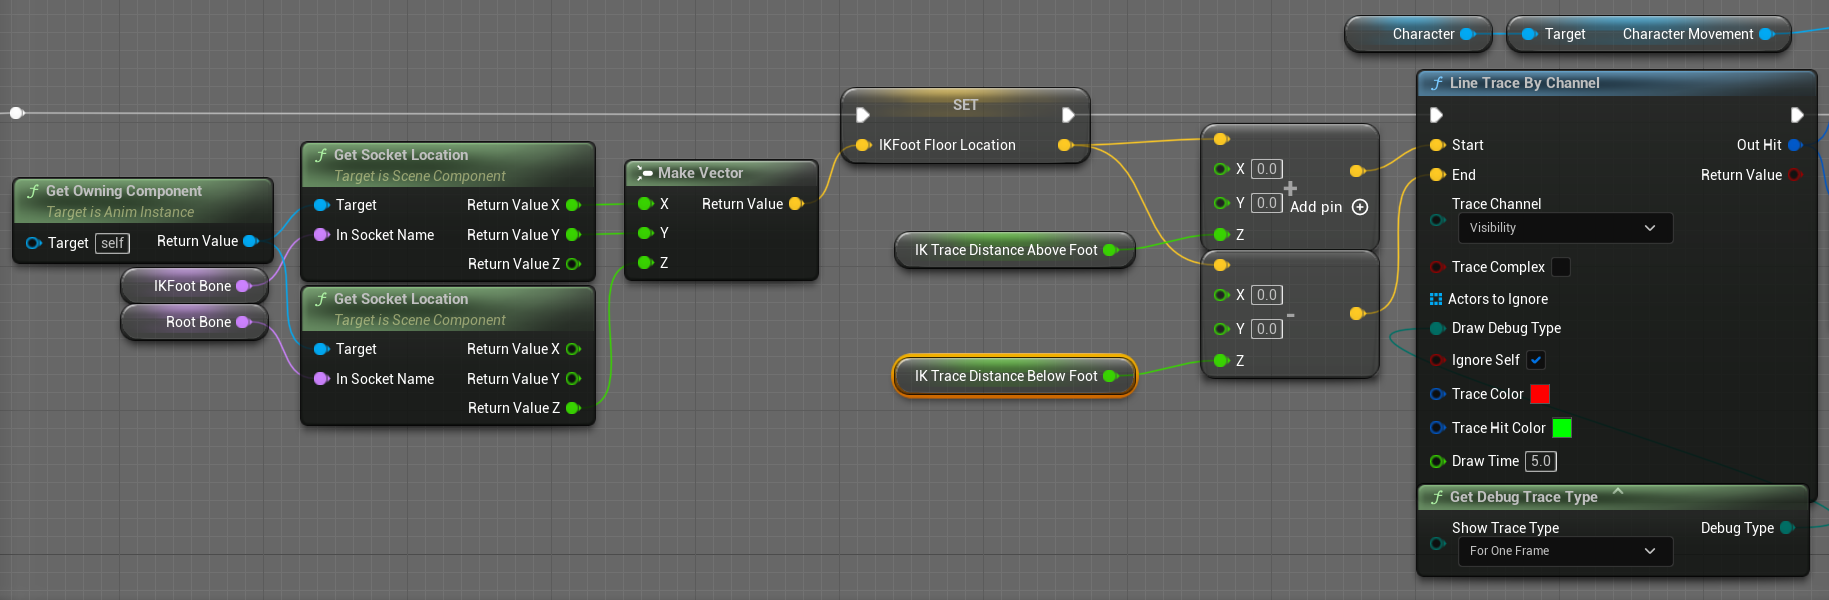 Character
Target Character Movement
Line Trace By Channel
Start Out Hit
End Return Value
Trace Channel
Visibility
Trace Complex
Actors to Ignore
Draw Debug Type
Ignore Self
Trace Color
Trace Hit Color
Draw Time 5.0
Get Debug Trace Type
Show Trace Type Debug Type
For One Frame
SET
IKFoot Floor Location
Get Socket Location
Target is Scene Component
Target Return Value X
In Socket Name Return Value Y
Return Value Z
Get Owning Component
Target is Anim Instance
Target self Return Value
IKFoot Bone
Root Bone
Get Socket Location
Target is Scene Component
Target Return Value X
In Socket Name Return Value Y
Return Value Z
Make Vector
X Return Value
Y
Z
X 0.0
+
Y 0.0 Add pin
Z
IK Trace Distance Above Foot
X 0.0
-
Y 0.0
Z
IK Trace Distance Below Foot